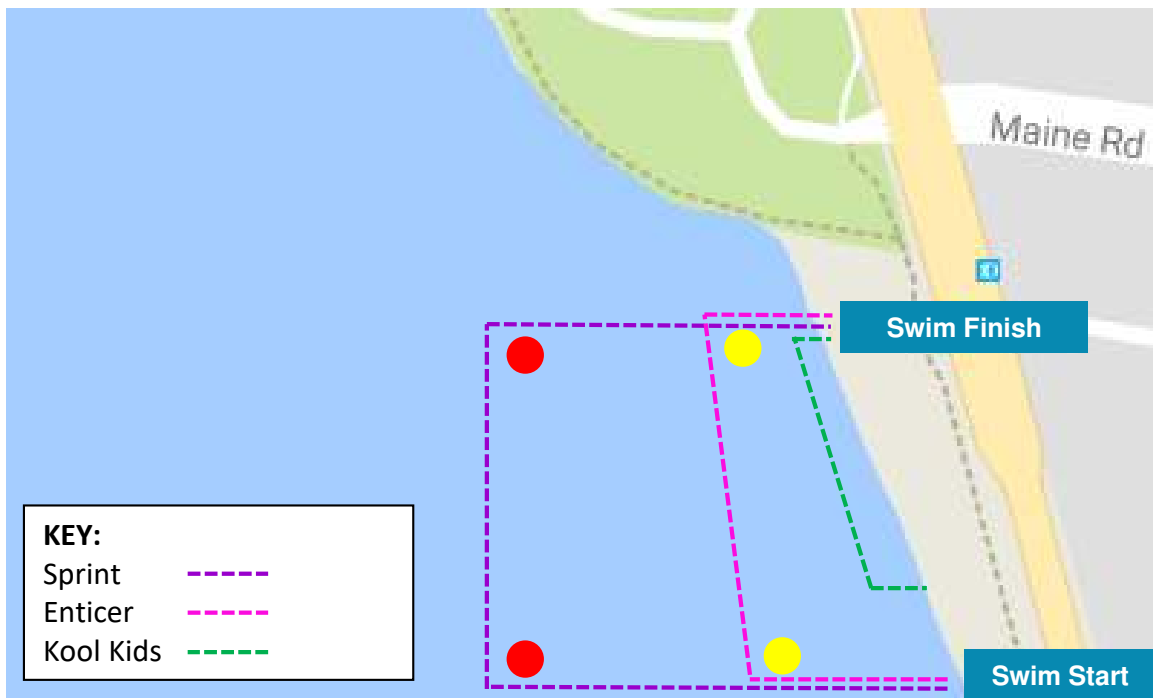 Maine Rd
Swim Finish
KEY:
Sprint
Enticer
Kool Kids
Swim Start